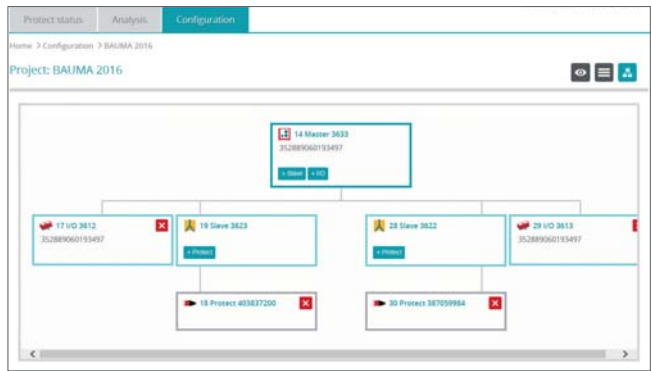 Protect status Analysis Configuration
Home > Configuration > BAUMA 2016
Project: BAUMA 2016
14 Master 3633
352889060193497
+ Slave + I/O
17 I/O 3612
352889060193497
19 Slave 3623
+ Protect
28 Slave 3622
+ Protect
29 I/O 3613
352889060193497
18 Protect 403837200
30 Protect 387059984